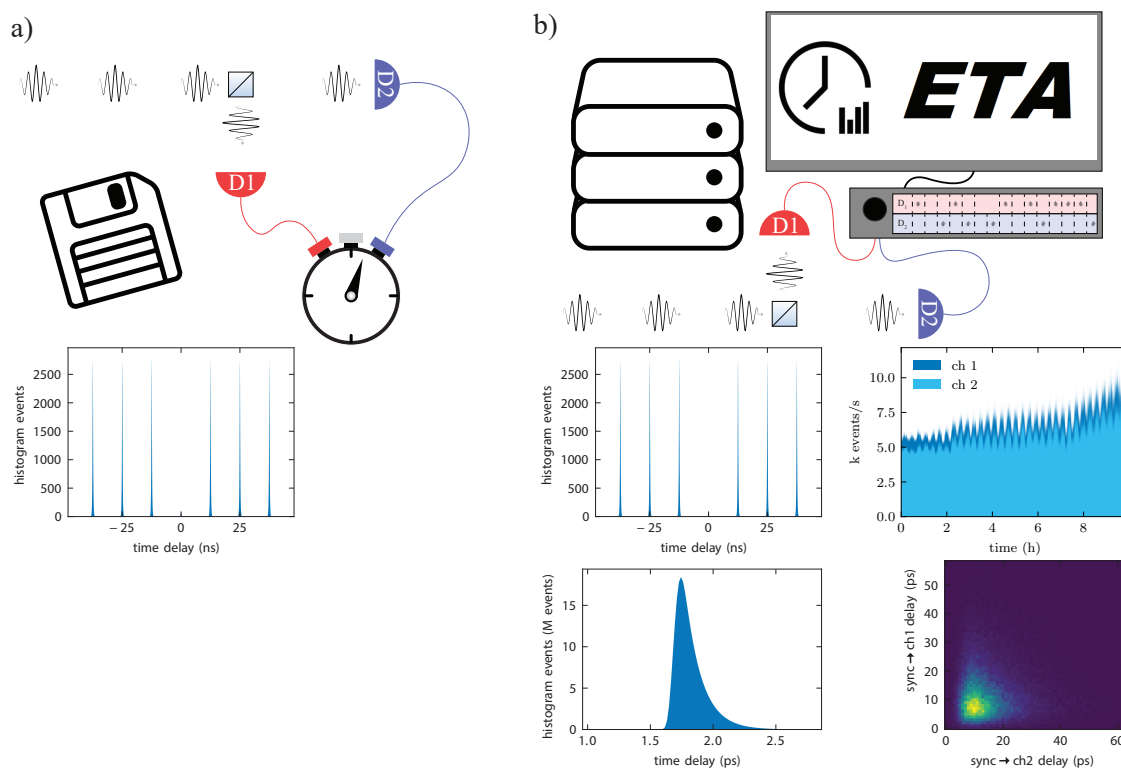 a)
D2
D1
histogram events
2500
2000
1500
1000
500
0
−25
0
25
time delay (ns)
b)
ETA
D1
D₁
D₂
D2
histogram events
2500
2000
1500
1000
500
0
−25
0
25
time delay (ns)
k events/s
10.0
7.5
5.0
2.5
0.0
ch 1
ch 2
0
2
4
6
8
time (h)
histogram events (M events)
15
10
5
0
1.0
1.5
2.0
2.5
time delay (ps)
sync→ch1 delay (ps)
50
40
30
20
10
0
0
20
40
60
sync→ch2 delay (ps)